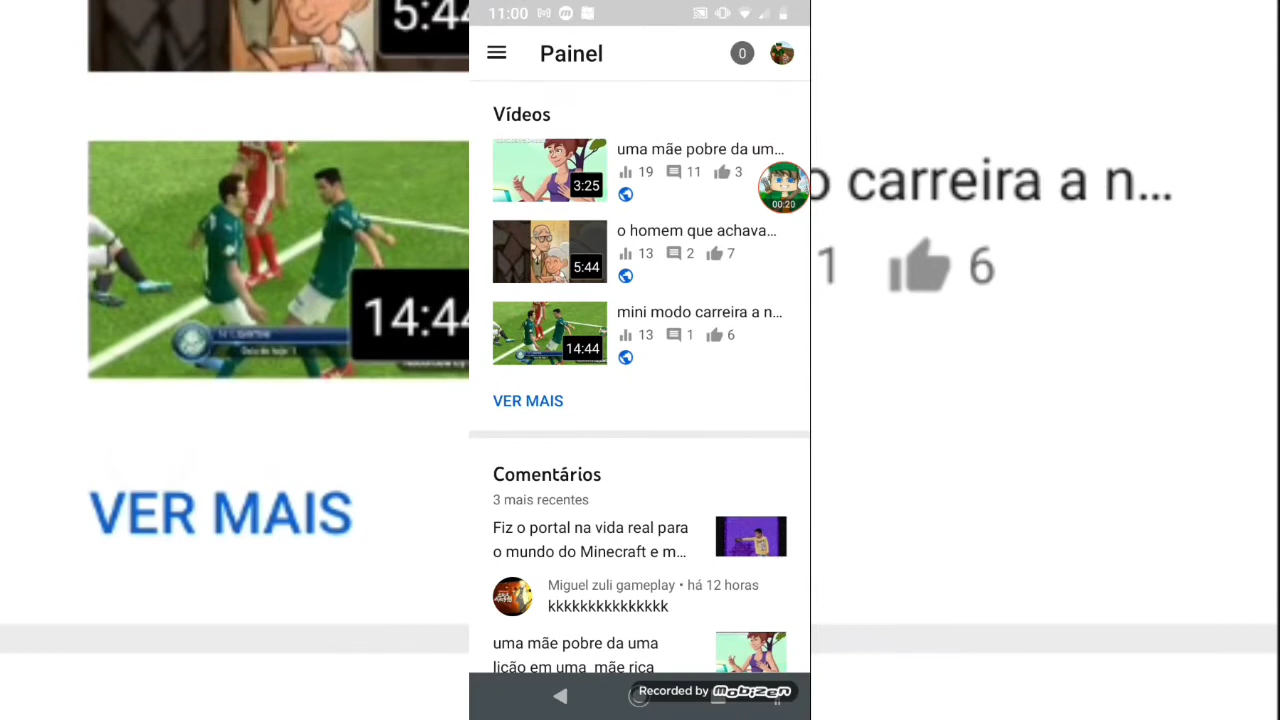 5:44
11:00
Painel
0
Vídeos
uma mãe pobre da um...
3:25
19 11 3
00:20
o carreira a n...
o homem que achava...
5:44
13 2 7
1 6
mini modo carreira a n...
14:44
14:44
13 1 6
VER MAIS
VER MAIS
Comentários
3 mais recentes
Fiz o portal na vida real para
o mundo do Minecraft e m...
Miguel zuli gameplay • há 12 horas
kkkkkkkkkkkkkkk
uma mãe pobre da uma
lição em uma mãe rica
Recorded by mobizen